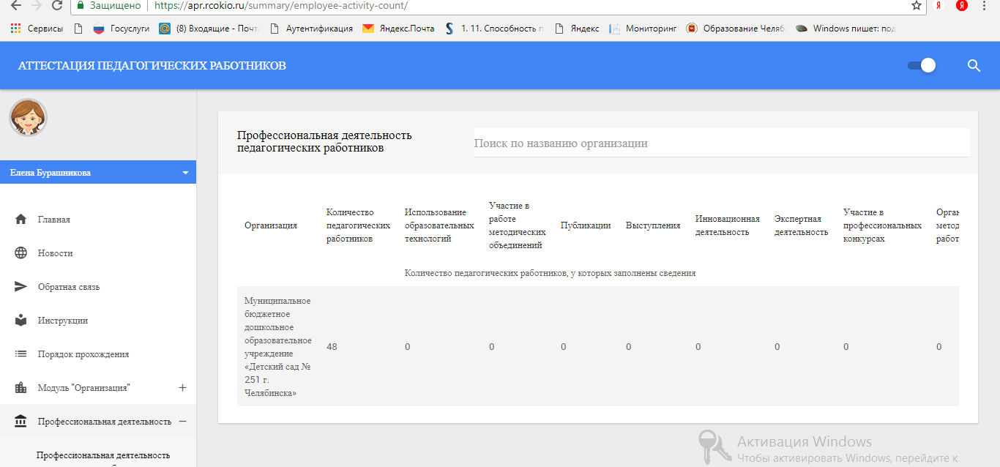 Защищено https://apr.rcokio.ru/summary/employee-activity-count/
Сервисы Госуслуги (8) Входящие - Почт Аутентификация Яндекс.Почта 1. 11. Способность п Яндекс Мониторинг Образование Челяб Windows пишет: под
АТТЕСТАЦИЯ ПЕДАГОГИЧЕСКИХ РАБОТНИКОВ
Елена Бурашникова
Главная
Новости
Обратная связь
Инструкции
Порядок прохождения
Модуль "Организация"
Профессиональная деятельность
Профессиональная деятельность
Профессиональная деятельность
педагогических работников
Поиск по названию организации
Организация
Количество
педагогических
работников
Использование
образовательных
технологий
Участие в
работе
методических
объединений
Публикации
Выступления
Инновационная
деятельность
Экспертная
деятельность
Участие в
профессиональных
конкурсах
Орган
метод
работ
Количество педагогических работников, у которых заполнены сведения
Муниципальное
бюджетное
дошкольное
образовательное
учреждение
«Детский сад №
251 г.
Челябинска»
48 0 0 0 0 0 0 0 0
Активация Windows
Чтобы активировать Windows, перейдите к